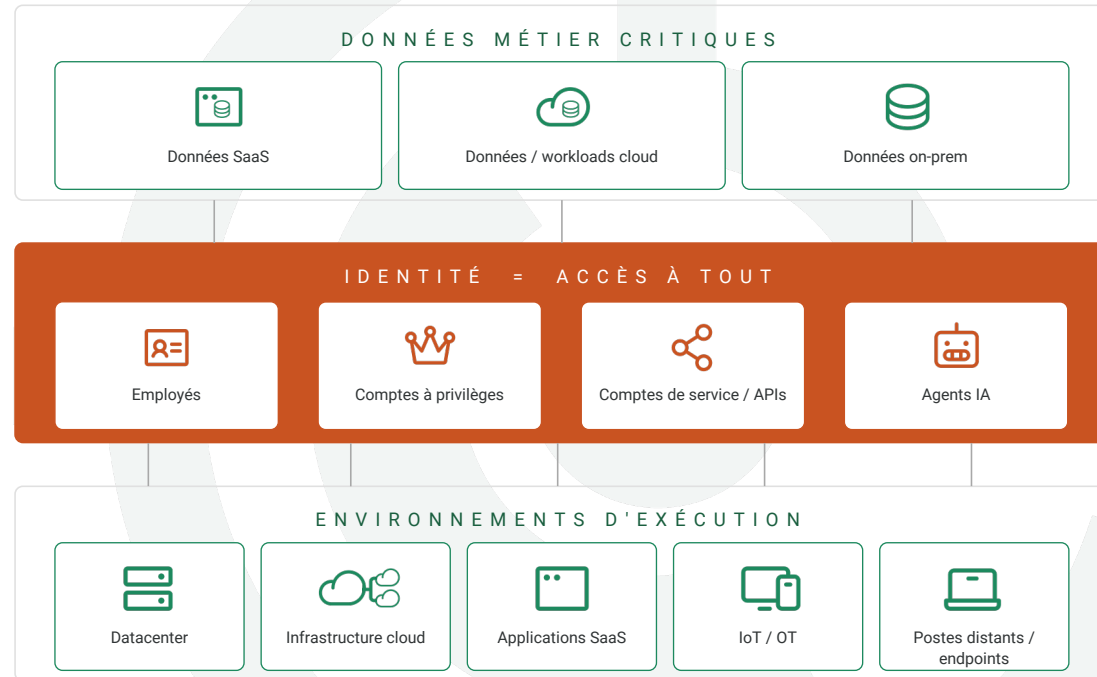 DONNÉES MÉTIER CRITIQUES
Données SaaS
Données / workloads cloud
Données on-prem
IDENTITÉ = ACCÈS À TOUT
Employés
Comptes à privilèges
Comptes de service / APIs
Agents IA
ENVIRONNEMENTS D'EXÉCUTION
Datacenter
Infrastructure cloud
Applications SaaS
IoT / OT
Postes distants /
endpoints